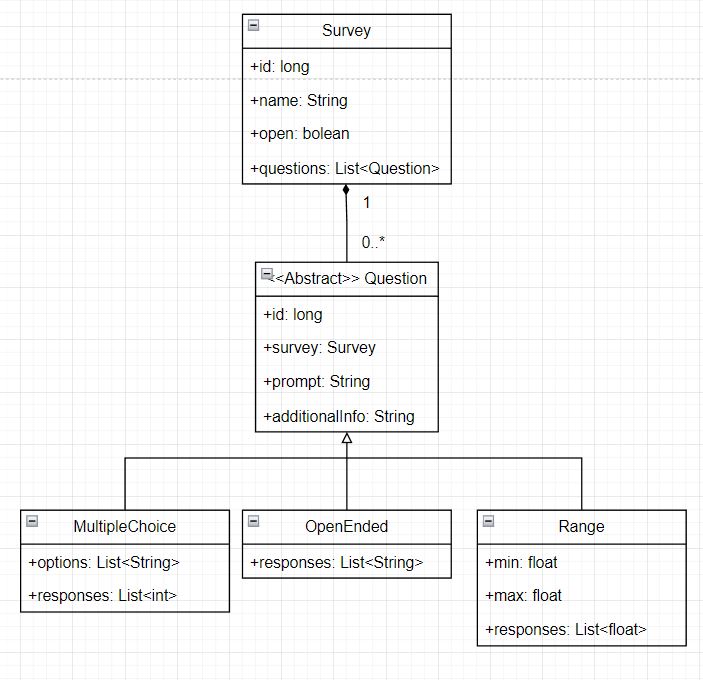 Survey
+id: long
+name: String
+open: bolean
+questions: List<Question>
1
0..*
<<Abstract>> Question
+id: long
+survey: Survey
+prompt: String
+additionalInfo: String
MultipleChoice
+options: List<String>
+responses: List<int>
OpenEnded
+responses: List<String>
Range
+min: float
+max: float
+responses: List<float>